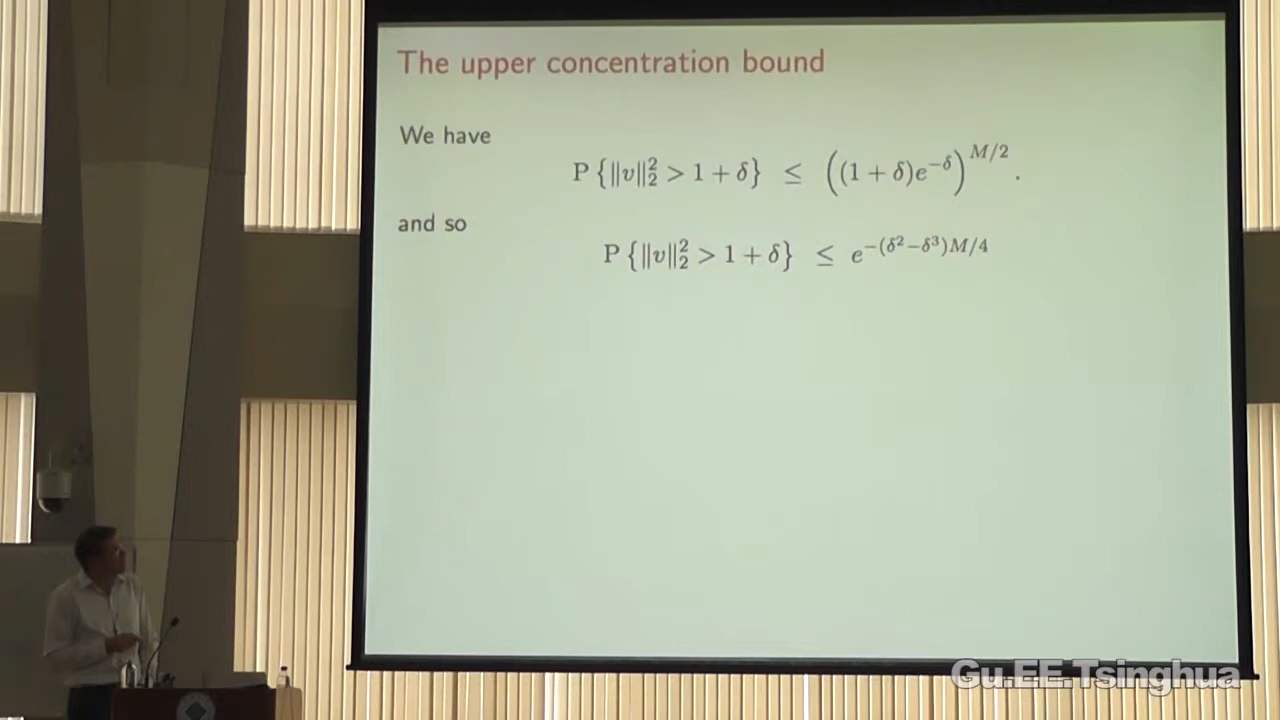 The upper concentration bound
We have
P{‖v‖₂² > 1 + δ} ≤ ((1 + δ)e^{−δ})^{M/2}.
and so
P{‖v‖₂² > 1 + δ} ≤ e^{−(δ²−δ³)M/4}
Gu.EE.Tsinghua